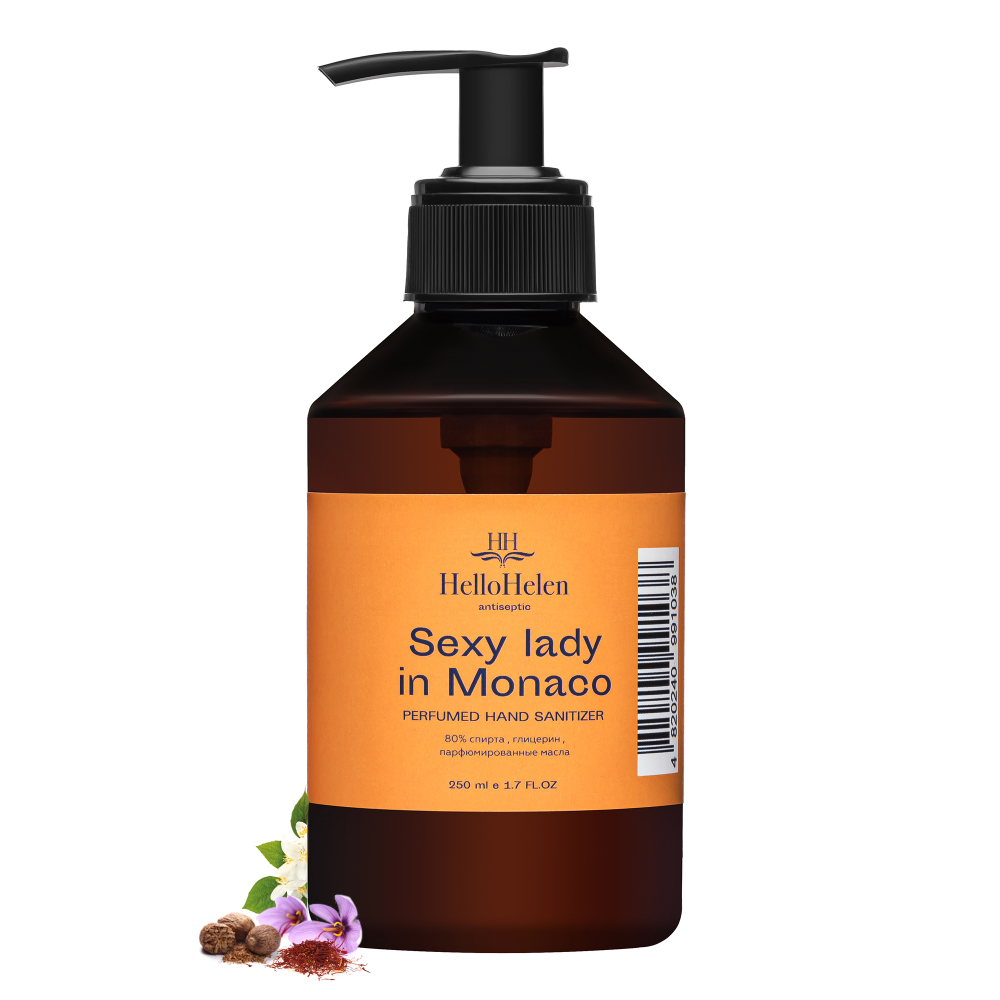 HH
HelloHelen
antiseptic
Sexy lady
in Monaco
PERFUMED HAND SANITIZER
80% спирта , глицерин ,
парфюмированные масла
250 ml e 1.7 FL.OZ
4 820240 991038